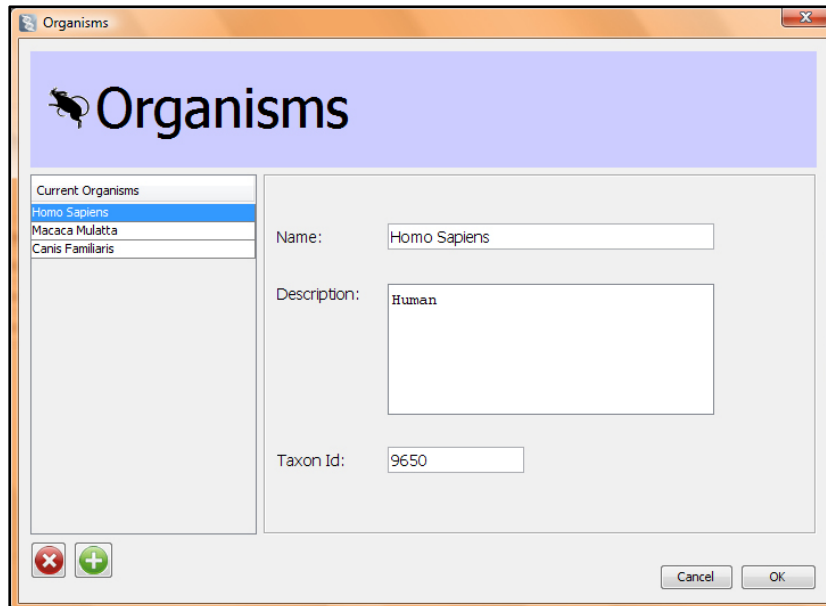 Organisms
Organisms
Current Organisms
Homo Sapiens
Macaca Mulatta
Canis Familiaris
Name: Homo Sapiens
Description: Human
Taxon Id: 9650
Cancel OK